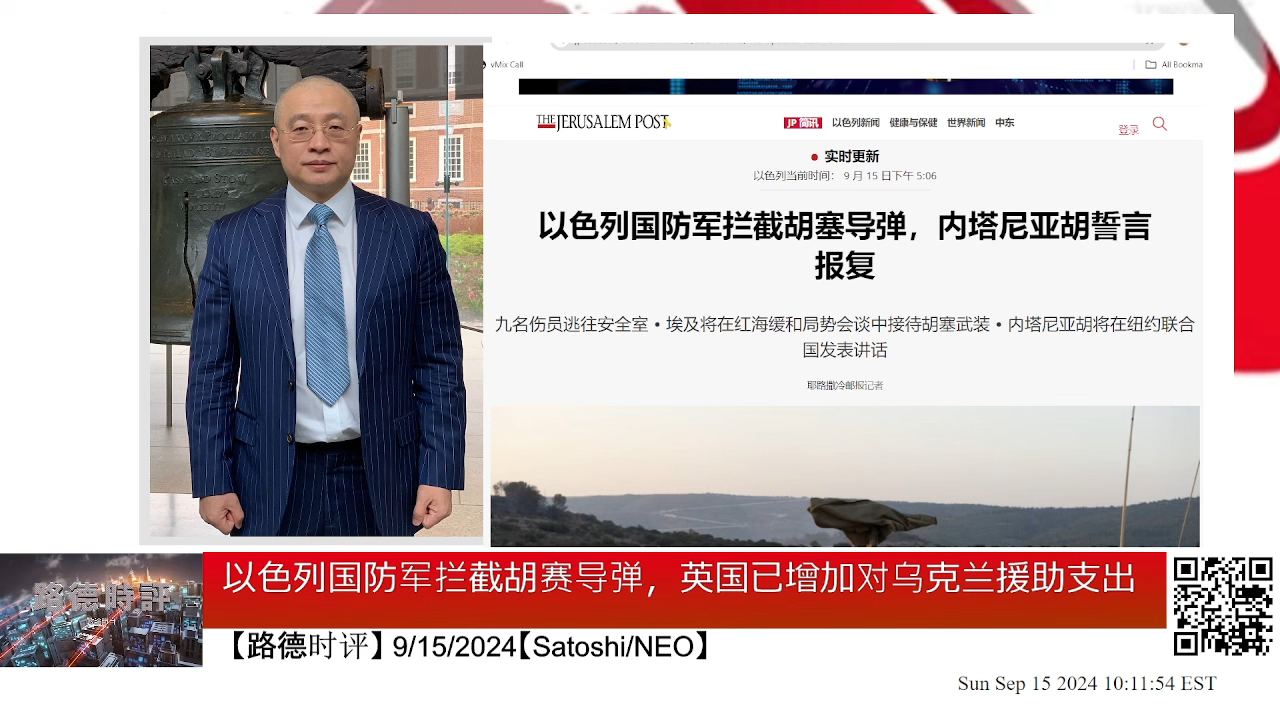 vMix Call
All Bookma
THE JERUSALEM POST
JP 简讯 以色列新闻 健康与保健 世界新闻 中东
登录
实时更新
以色列当前时间： 9 月 15 日下午 5:06
以色列国防军拦截胡塞导弹，内塔尼亚胡誓言
报复
九名伤员逃往安全室 • 埃及将在红海缓和局势会谈中接待胡塞武装 • 内塔尼亚胡将在纽约联合
国发表讲话
耶路撒冷邮报记者
路德時評
以色列国防军拦截胡赛导弹，英国已增加对乌克兰援助支出
【路德时评】9/15/2024【Satoshi/NEO】
Sun Sep 15 2024 10:11:54 EST